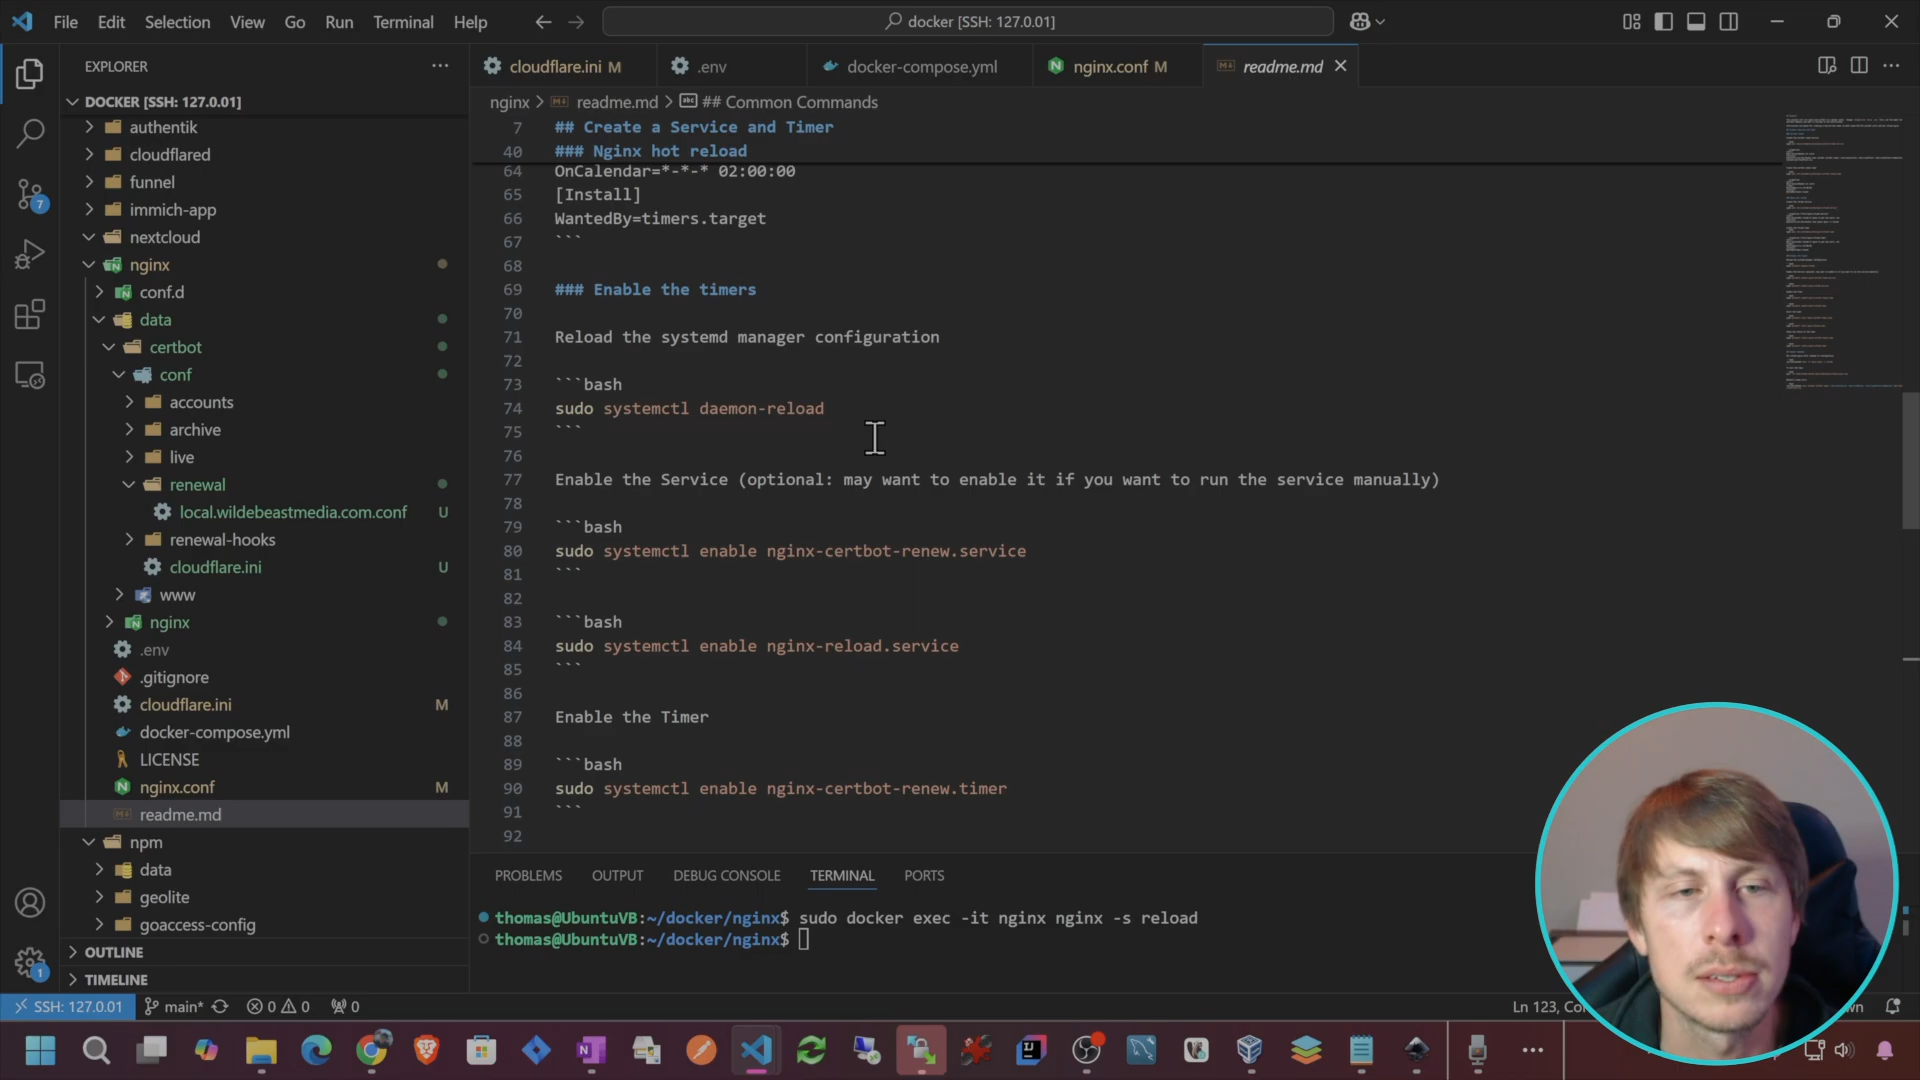 File Edit Selection View Go Run Terminal Help
docker [SSH: 127.0.01]
EXPLORER
DOCKER [SSH: 127.0.01]
authentik
cloudflared
funnel
immich-app
nextcloud
nginx
conf.d
data
certbot
conf
accounts
archive
live
renewal
local.wildebeastmedia.com.conf U
renewal-hooks
cloudflare.ini U
www
nginx
.env
.gitignore
cloudflare.ini M
docker-compose.yml
LICENSE
nginx.conf M
readme.md
npm
data
geolite
goaccess-config
OUTLINE
TIMELINE
cloudflare.ini M .env docker-compose.yml nginx.conf M readme.md
nginx > readme.md > ## Common Commands
7 ## Create a Service and Timer
40 ### Nginx hot reload
64 OnCalendar=*-*-* 02:00:00
65 [Install]
66 WantedBy=timers.target
67 ```
68
69 ### Enable the timers
70
71 Reload the systemd manager configuration
72
73 ```bash
74 sudo systemctl daemon-reload
75 ```
76
77 Enable the Service (optional: may want to enable it if you want to run the service manually)
78
79 ```bash
80 sudo systemctl enable nginx-certbot-renew.service
81 ```
82
83 ```bash
84 sudo systemctl enable nginx-reload.service
85 ```
86
87 Enable the Timer
88
89 ```bash
90 sudo systemctl enable nginx-certbot-renew.timer
91 ```
92
PROBLEMS OUTPUT DEBUG CONSOLE TERMINAL PORTS
thomas@UbuntuVB:~/docker/nginx$ sudo docker exec -it nginx nginx -s reload
thomas@UbuntuVB:~/docker/nginx$
7
1
SSH: 127.0.01 main* 0 0 0
Ln 123,